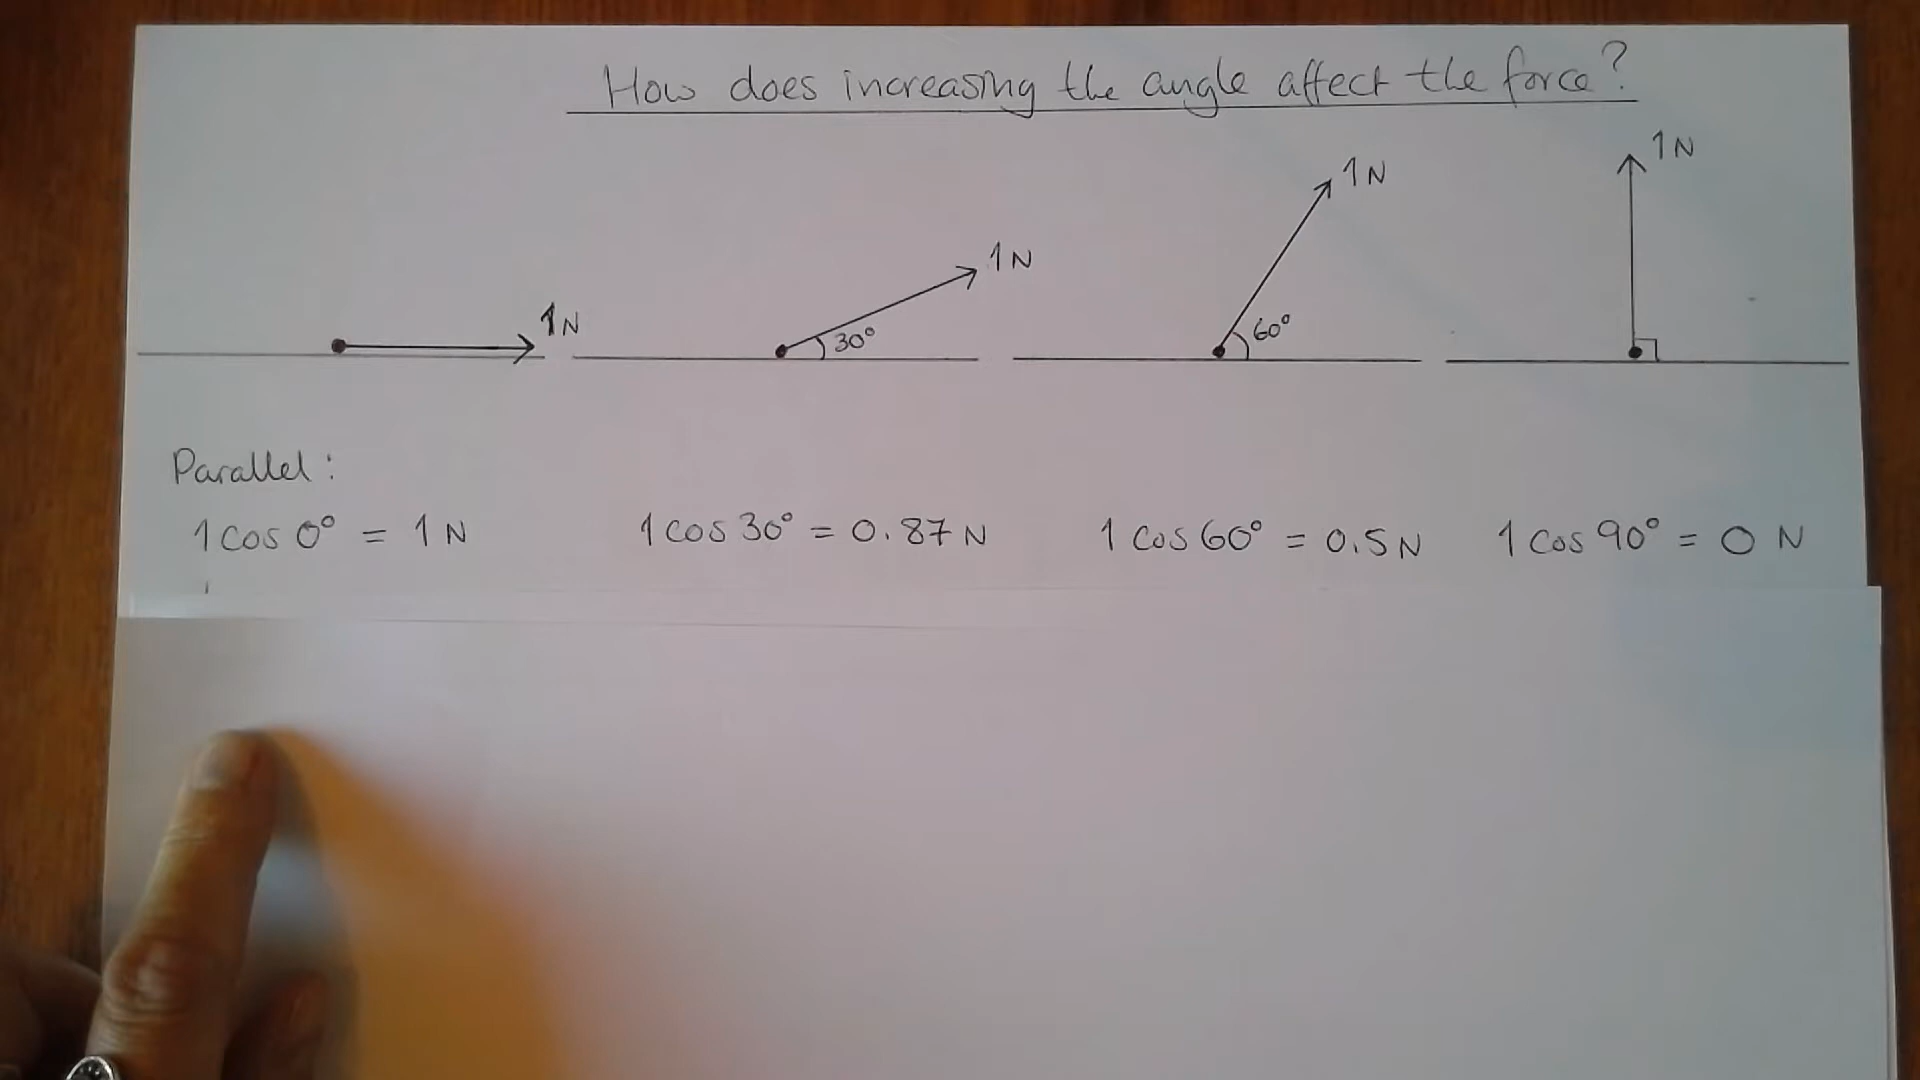 How does increasing the angle affect the force?
1N
1N
1N
1N
30°
60°
Parallel:
1 cos 0° = 1 N
1 cos 30° = 0.87 N
1 cos 60° = 0.5 N
1 cos 90° = 0 N